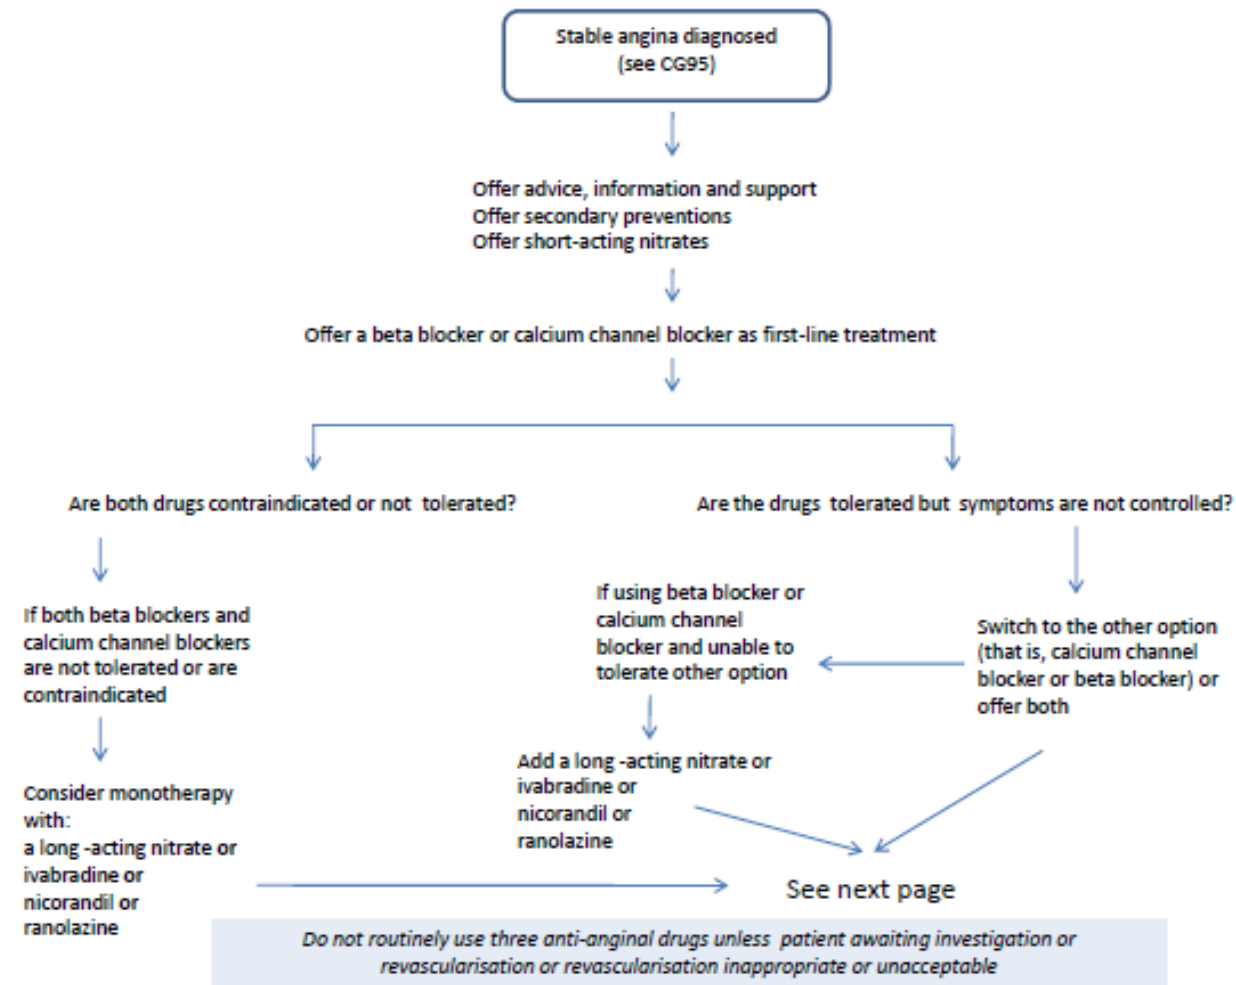 Stable angina diagnosed
(see CG95)
Offer advice, information and support
Offer secondary preventions
Offer short-acting nitrates
Offer a beta blocker or calcium channel blocker as first-line treatment
Are both drugs contraindicated or not tolerated?
Are the drugs tolerated but symptoms are not controlled?
If both beta blockers and
calcium channel blockers
are not tolerated or are
contraindicated
If using beta blocker or
calcium channel
blocker and unable to
tolerate other option
Switch to the other option
(that is, calcium channel
blocker or beta blocker) or
offer both
Consider monotherapy
with:
a long -acting nitrate or
ivabradine or
nicorandil or
ranolazine
Add a long -acting nitrate or
ivabradine or
nicorandil or
ranolazine
See next page
Do not routinely use three anti-anginal drugs unless patient awaiting investigation or
revascularisation or revascularisation inappropriate or unacceptable